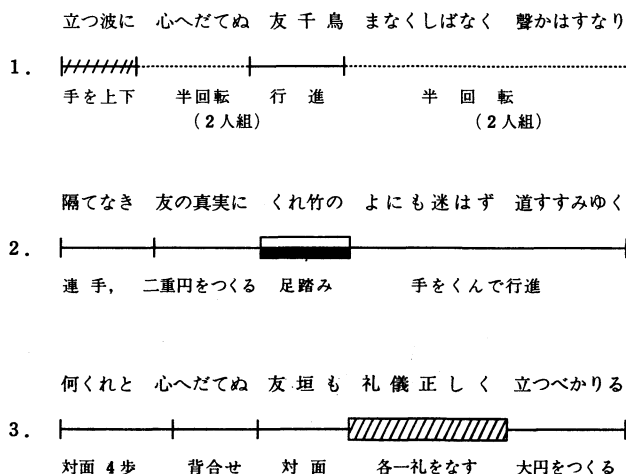 立つ波に 心へだてぬ 友千鳥 まなくしばなく 聲かはすなり
1.
手を上下 半回転 行進 半回転
(2人組) (2人組)
隔てなき 友の真実に くれ竹の よにも迷はず 道すすみゆく
2.
連手, 二重円をつくる 足踏み 手をくんで行進
何くれと 心へだてぬ 友垣も 礼儀正しく 立つべかりる
3.
対面4歩 背合せ 対面 各一礼をなす 大円をつくる